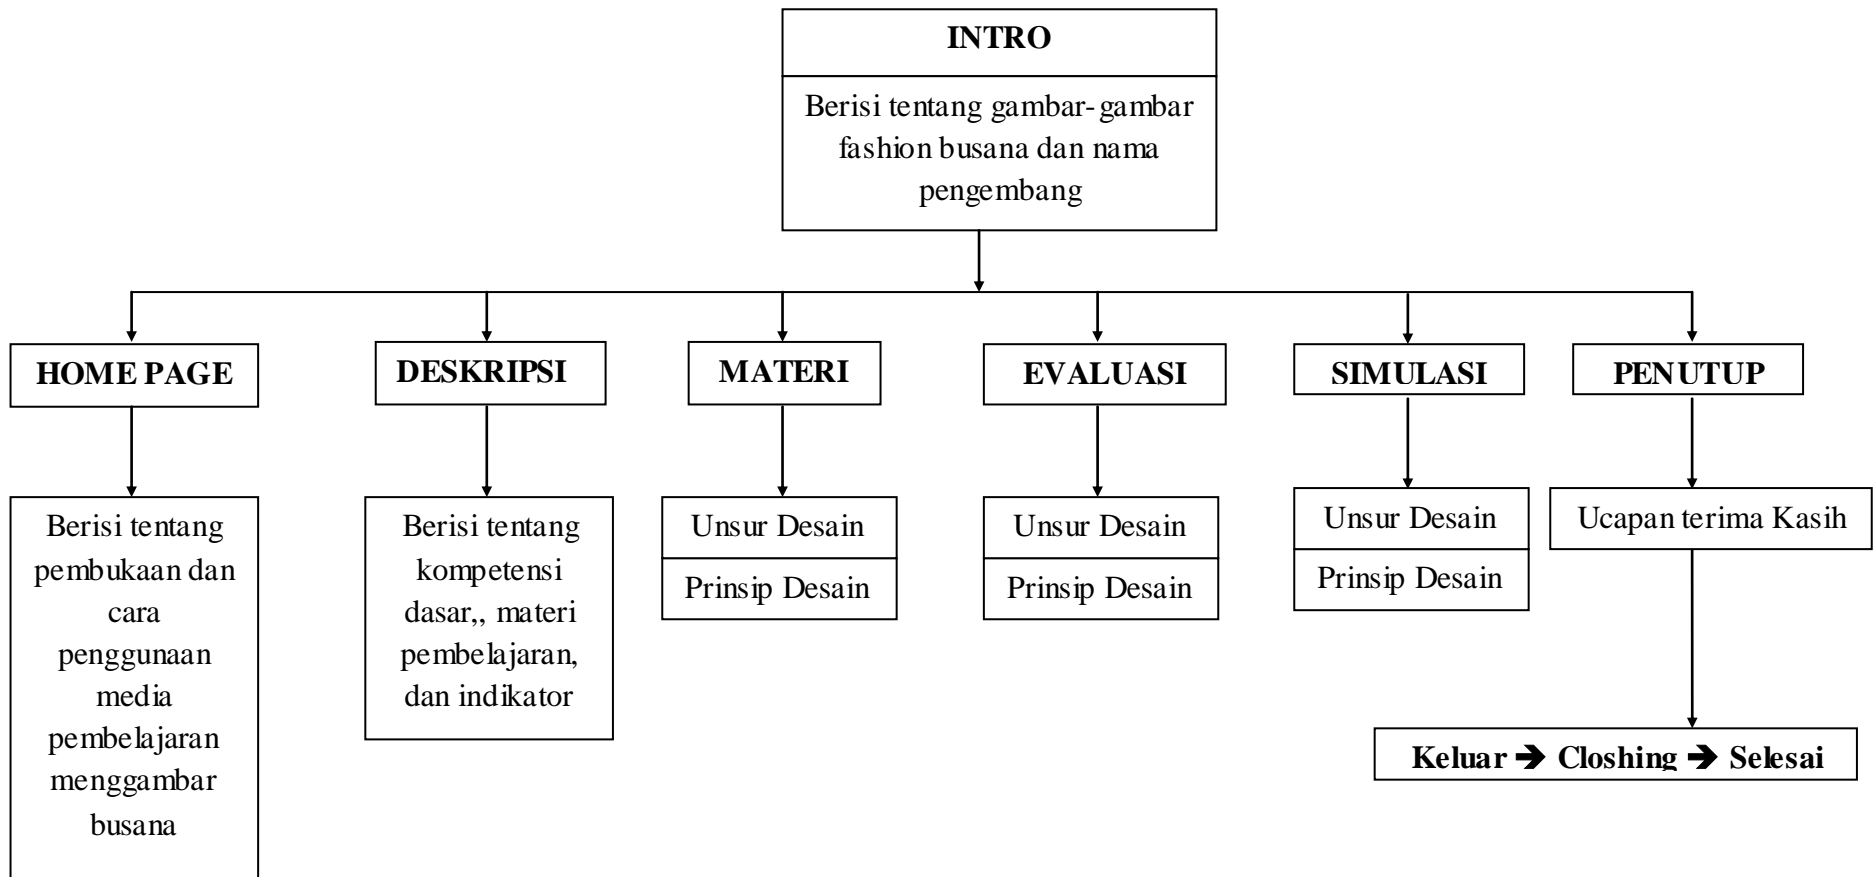 INTRO
Berisi tentang gambar-gambar
fashion busana dan nama
pengembang
HOME PAGE
DESKRIPSI
MATERI
EVALUASI
SIMULASI
PENUTUP
Berisi tentang
pembukaan dan
cara
penggunaan
media
pembelajaran
menggambar
busana
Berisi tentang
kompetensi
dasar,, materi
pembelajaran,
dan indikator
Unsur Desain
Prinsip Desain
Unsur Desain
Prinsip Desain
Unsur Desain
Prinsip Desain
Ucapan terima Kasih
Keluar ➔ Closhing ➔ Selesai